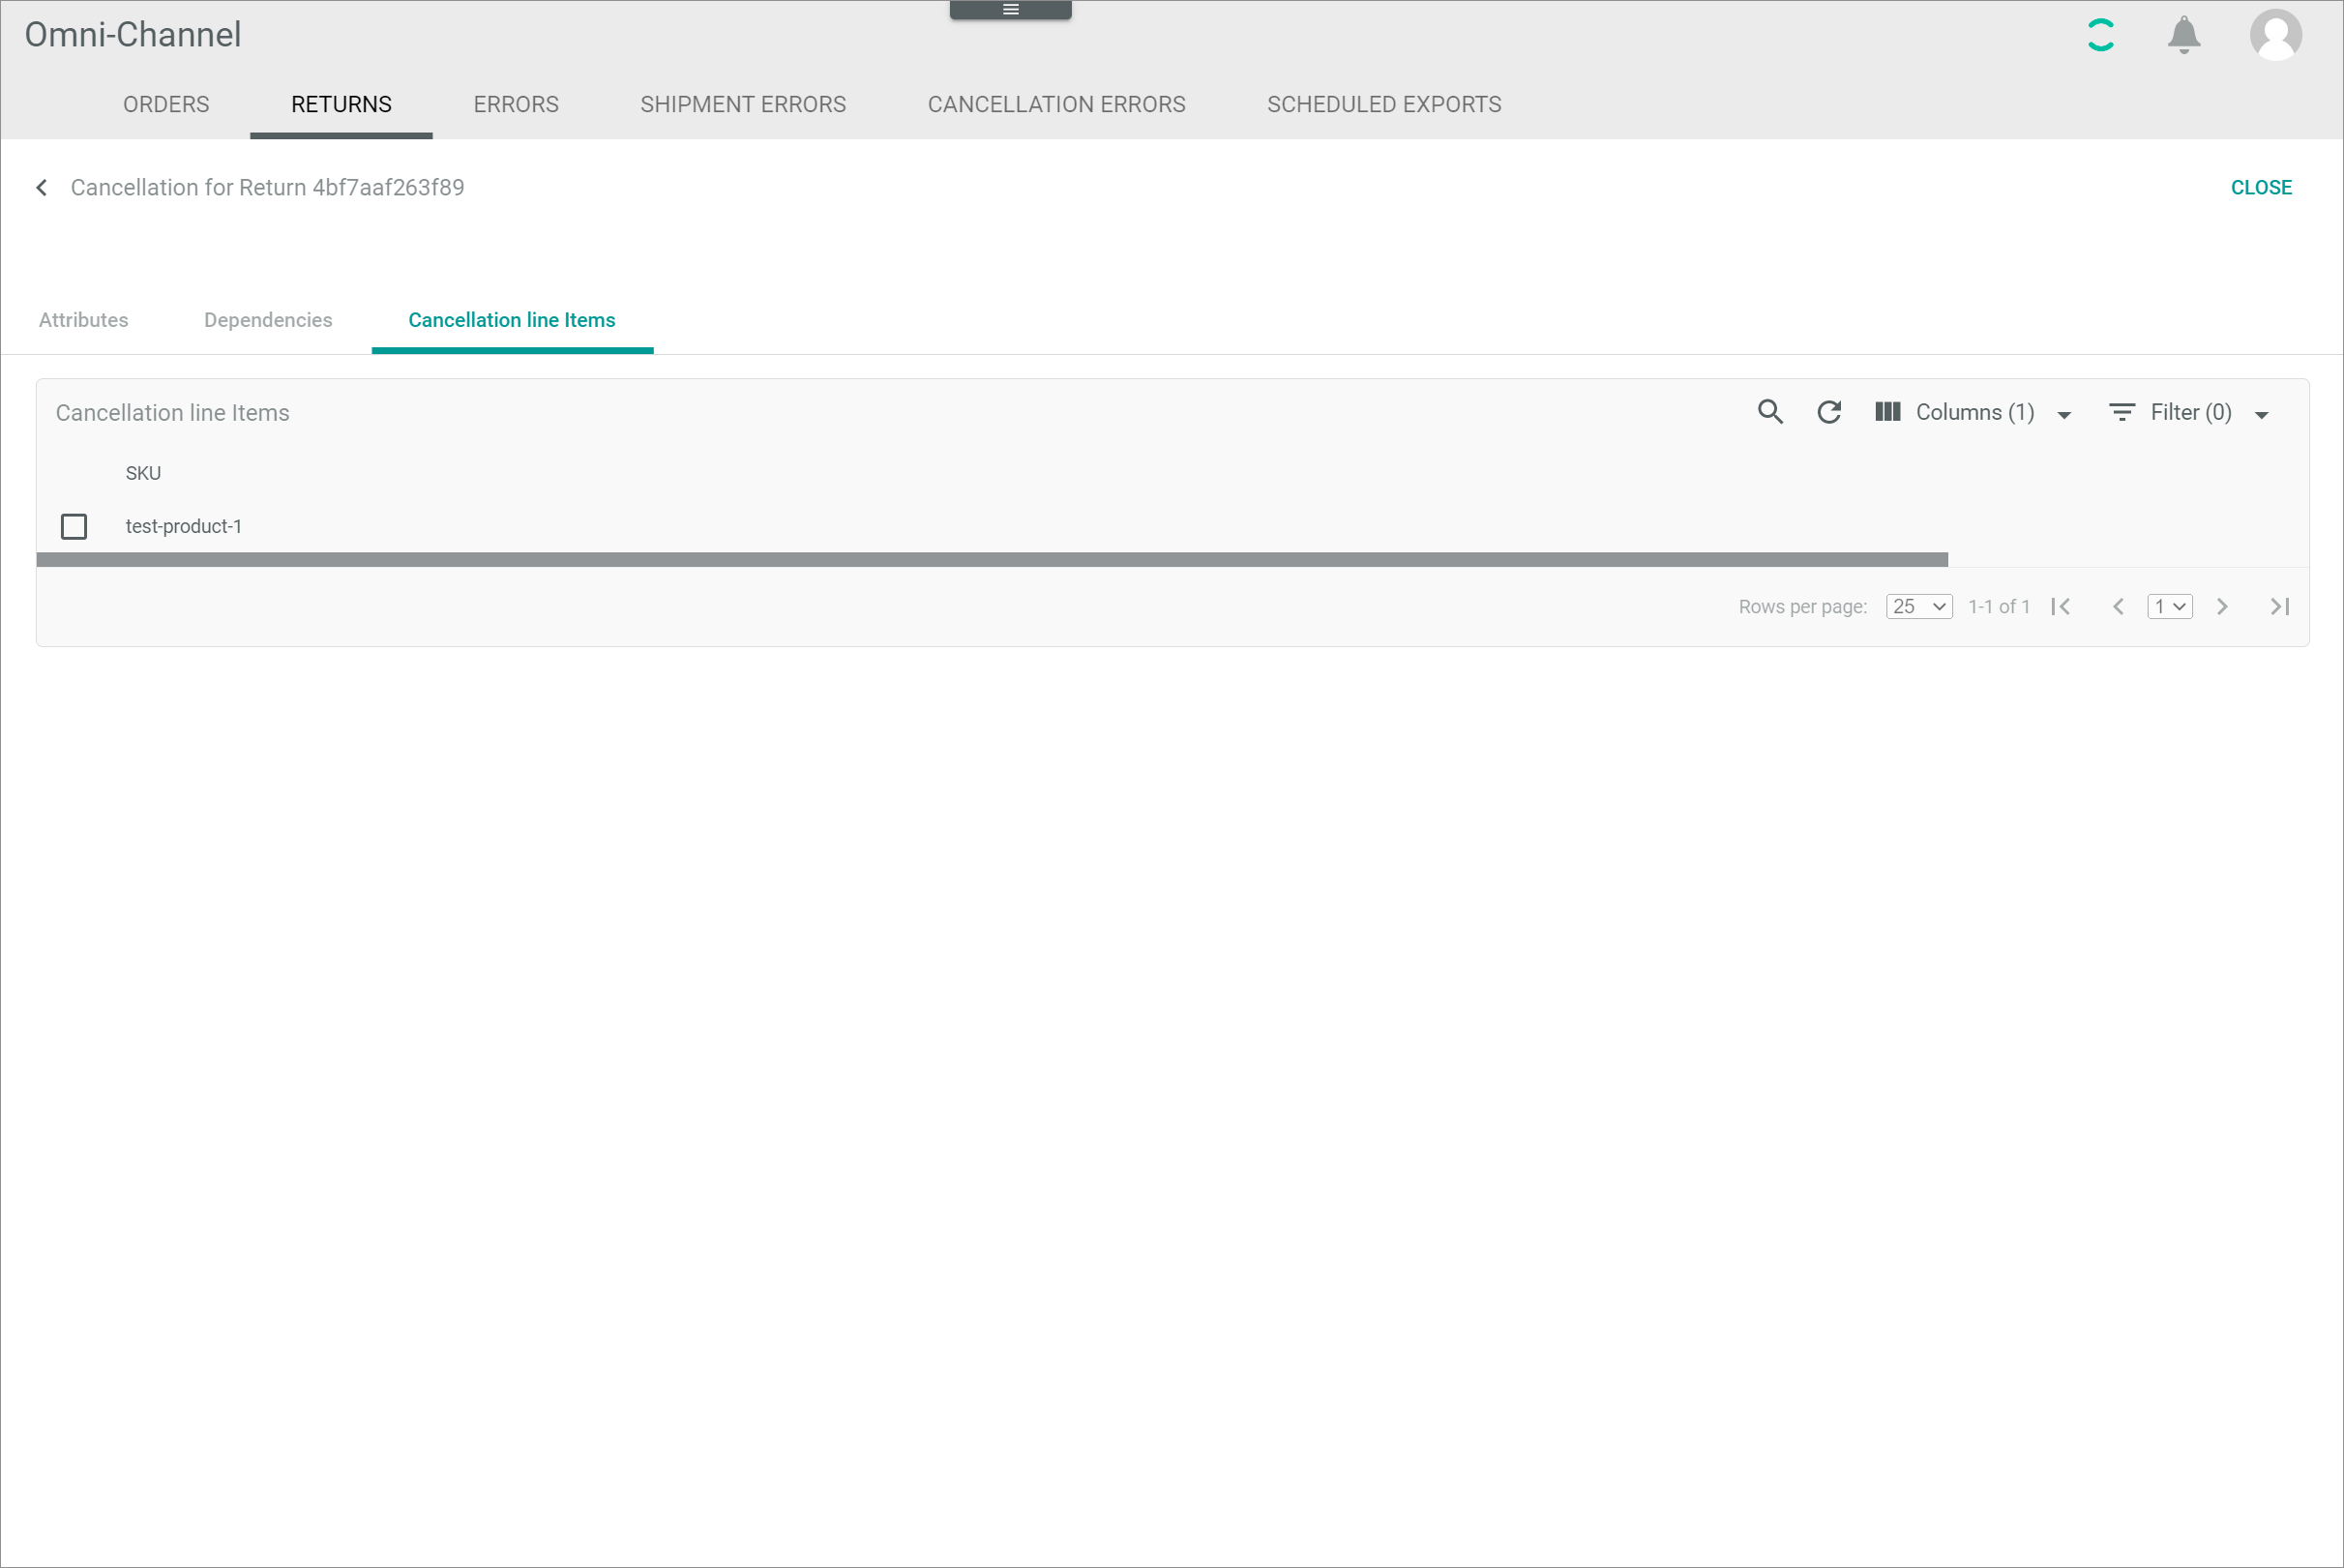 Omni-Channel
ORDERS RETURNS ERRORS SHIPMENT ERRORS CANCELLATION ERRORS SCHEDULED EXPORTS
Cancellation for Return 4bf7aaf263f89 CLOSE
Attributes Dependencies Cancellation line Items
Cancellation line Items Columns (1) Filter (0)
SKU
test-product-1
Rows per page: 25 1-1 of 1 1